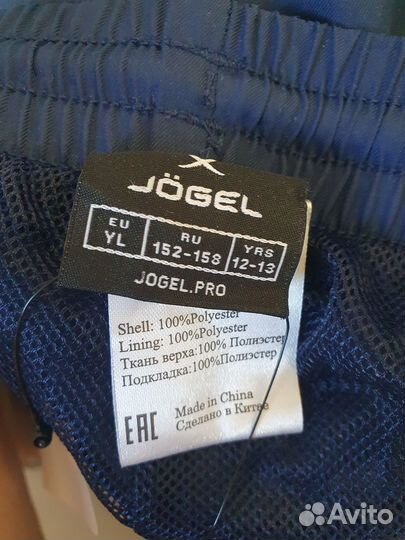 JÖGEL
EU RU YRS
YL 152-158 12-13
JOGEL.PRO
Shell: 100%Polyester
Lining: 100%Polyester
Ткань верха:100% Полиэстер
Подкладка:100%Полиэстер
EAC Made in China
Сделано в Китае
Avito